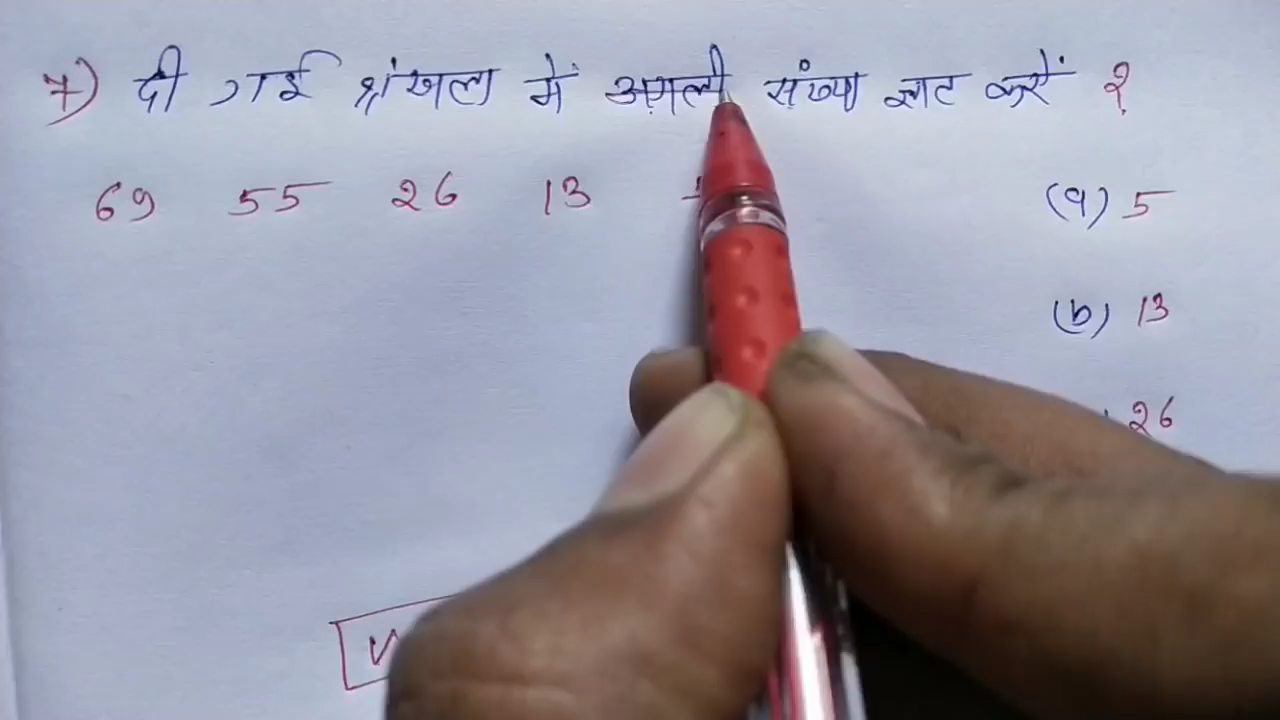 7) दी गई श्रंखला में अगली संख्या ज्ञाट करें ?
69 55 26 13
(a) 5
(b) 13
26